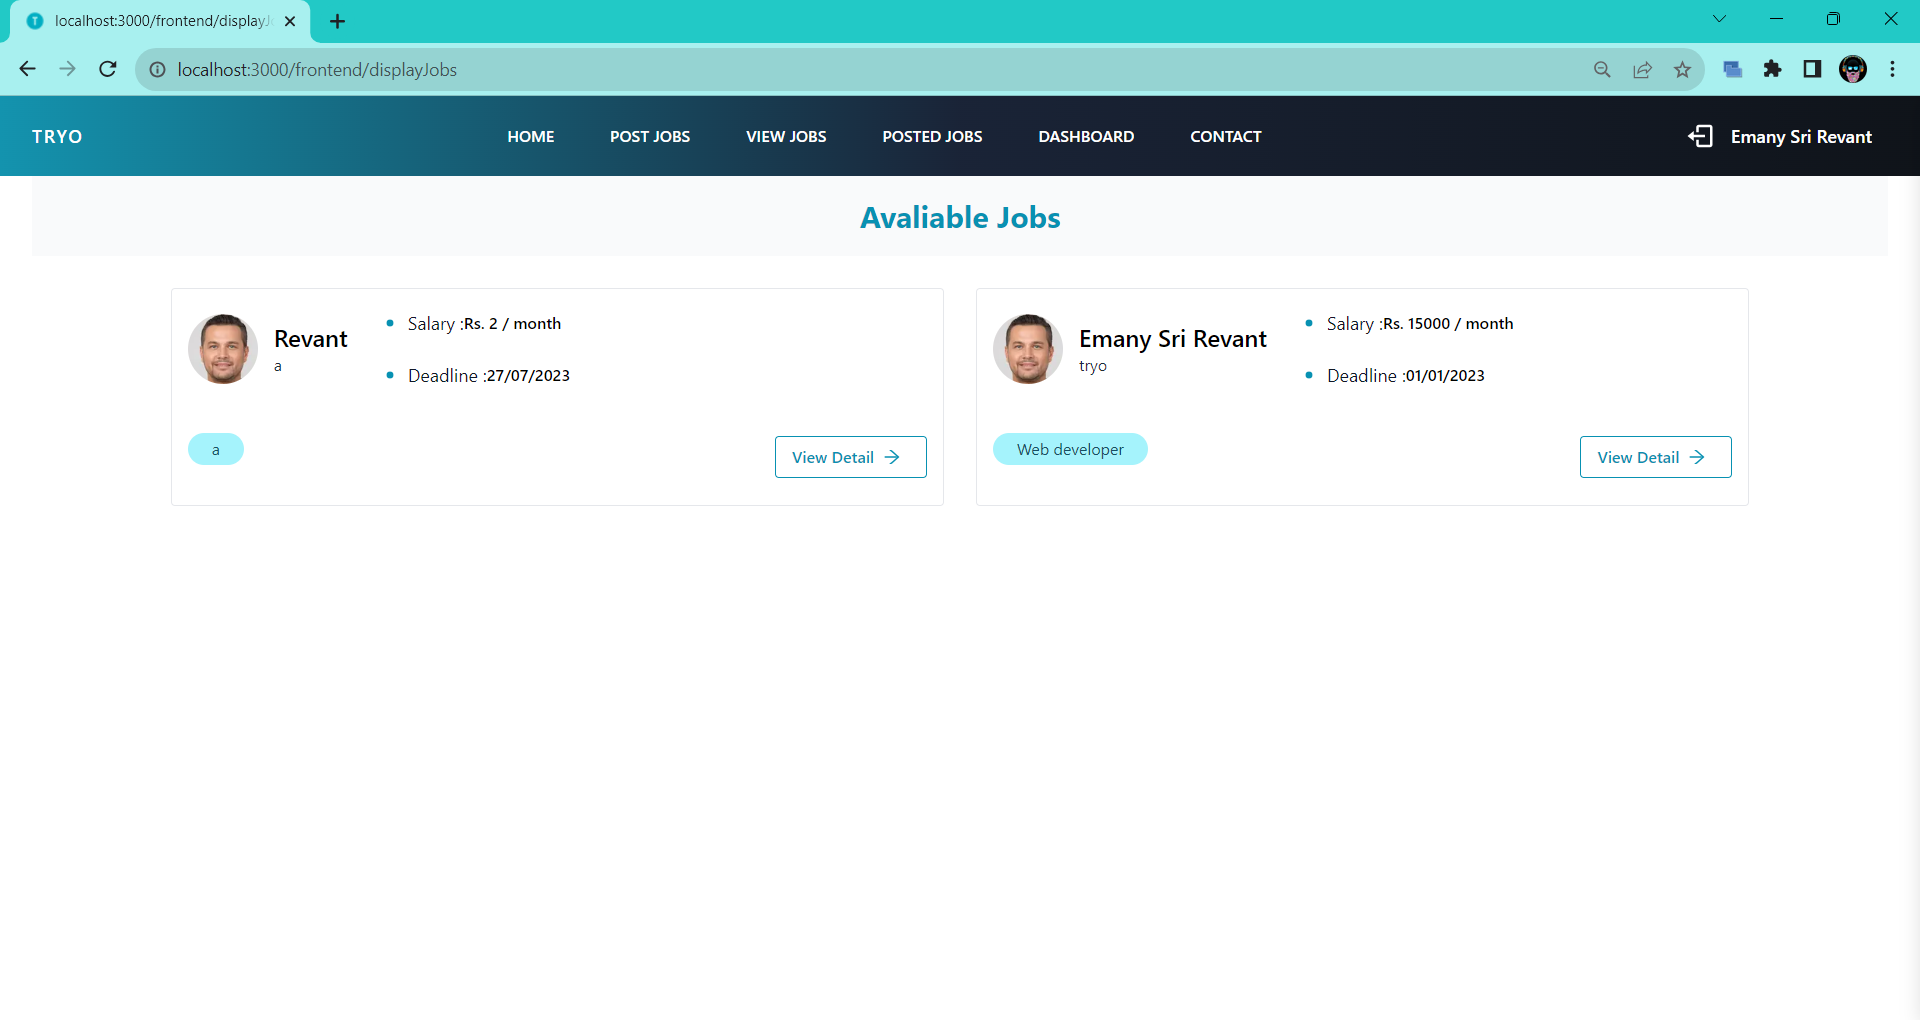 localhost:3000/frontend/displayJ
localhost:3000/frontend/displayJobs
TRYO HOME POST JOBS VIEW JOBS POSTED JOBS DASHBOARD CONTACT Emany Sri Revant
Avaliable Jobs
Revant
a
Salary :Rs. 2 / month
Deadline :27/07/2023
a
View Detail
Emany Sri Revant
tryo
Salary :Rs. 15000 / month
Deadline :01/01/2023
Web developer
View Detail